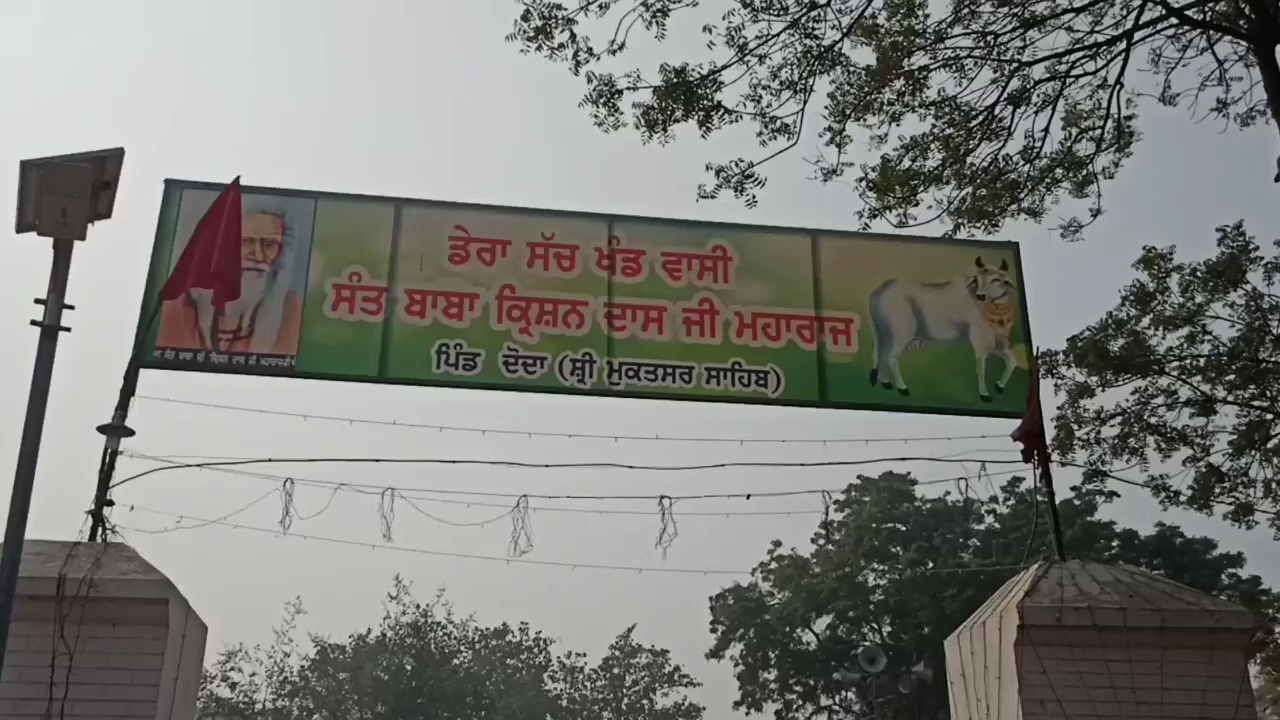 ਡੇਰਾ ਸੱਚ ਖੰਡ ਵਾਸੀ
ਸੰਤ ਬਾਬਾ ਕ੍ਰਿਸ਼ਨ ਦਾਸ ਜੀ ਮਹਾਰਾਜ
ਪਿੰਡ ਦੋਦਾ (ਸ਼੍ਰੀ ਮੁਕਤਸਰ ਸਾਹਿਬ)